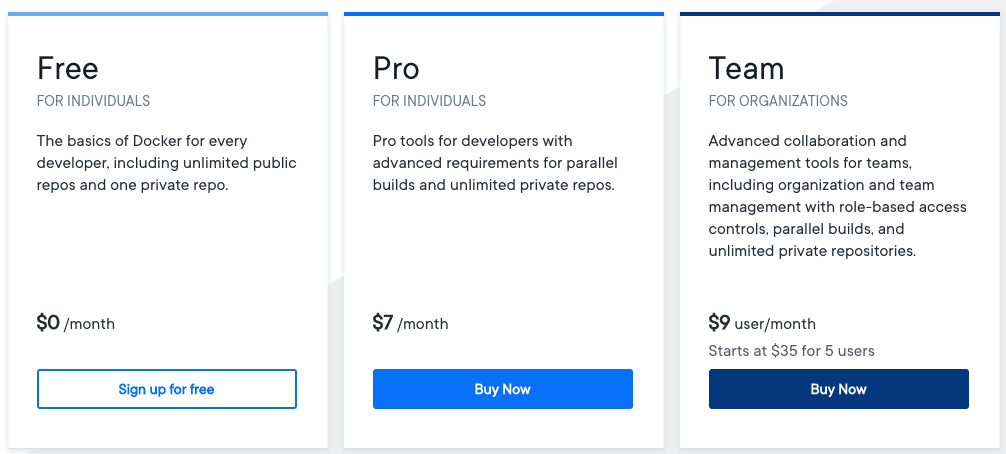 Free
FOR INDIVIDUALS
The basics of Docker for every
developer, including unlimited public
repos and one private repo.
$0 /month
Sign up for free
Pro
FOR INDIVIDUALS
Pro tools for developers with
advanced requirements for parallel
builds and unlimited private repos.
$7 /month
Buy Now
Team
FOR ORGANIZATIONS
Advanced collaboration and
management tools for teams,
including organization and team
management with role-based access
controls, parallel builds, and
unlimited private repositories.
$9 user/month
Starts at $35 for 5 users
Buy Now